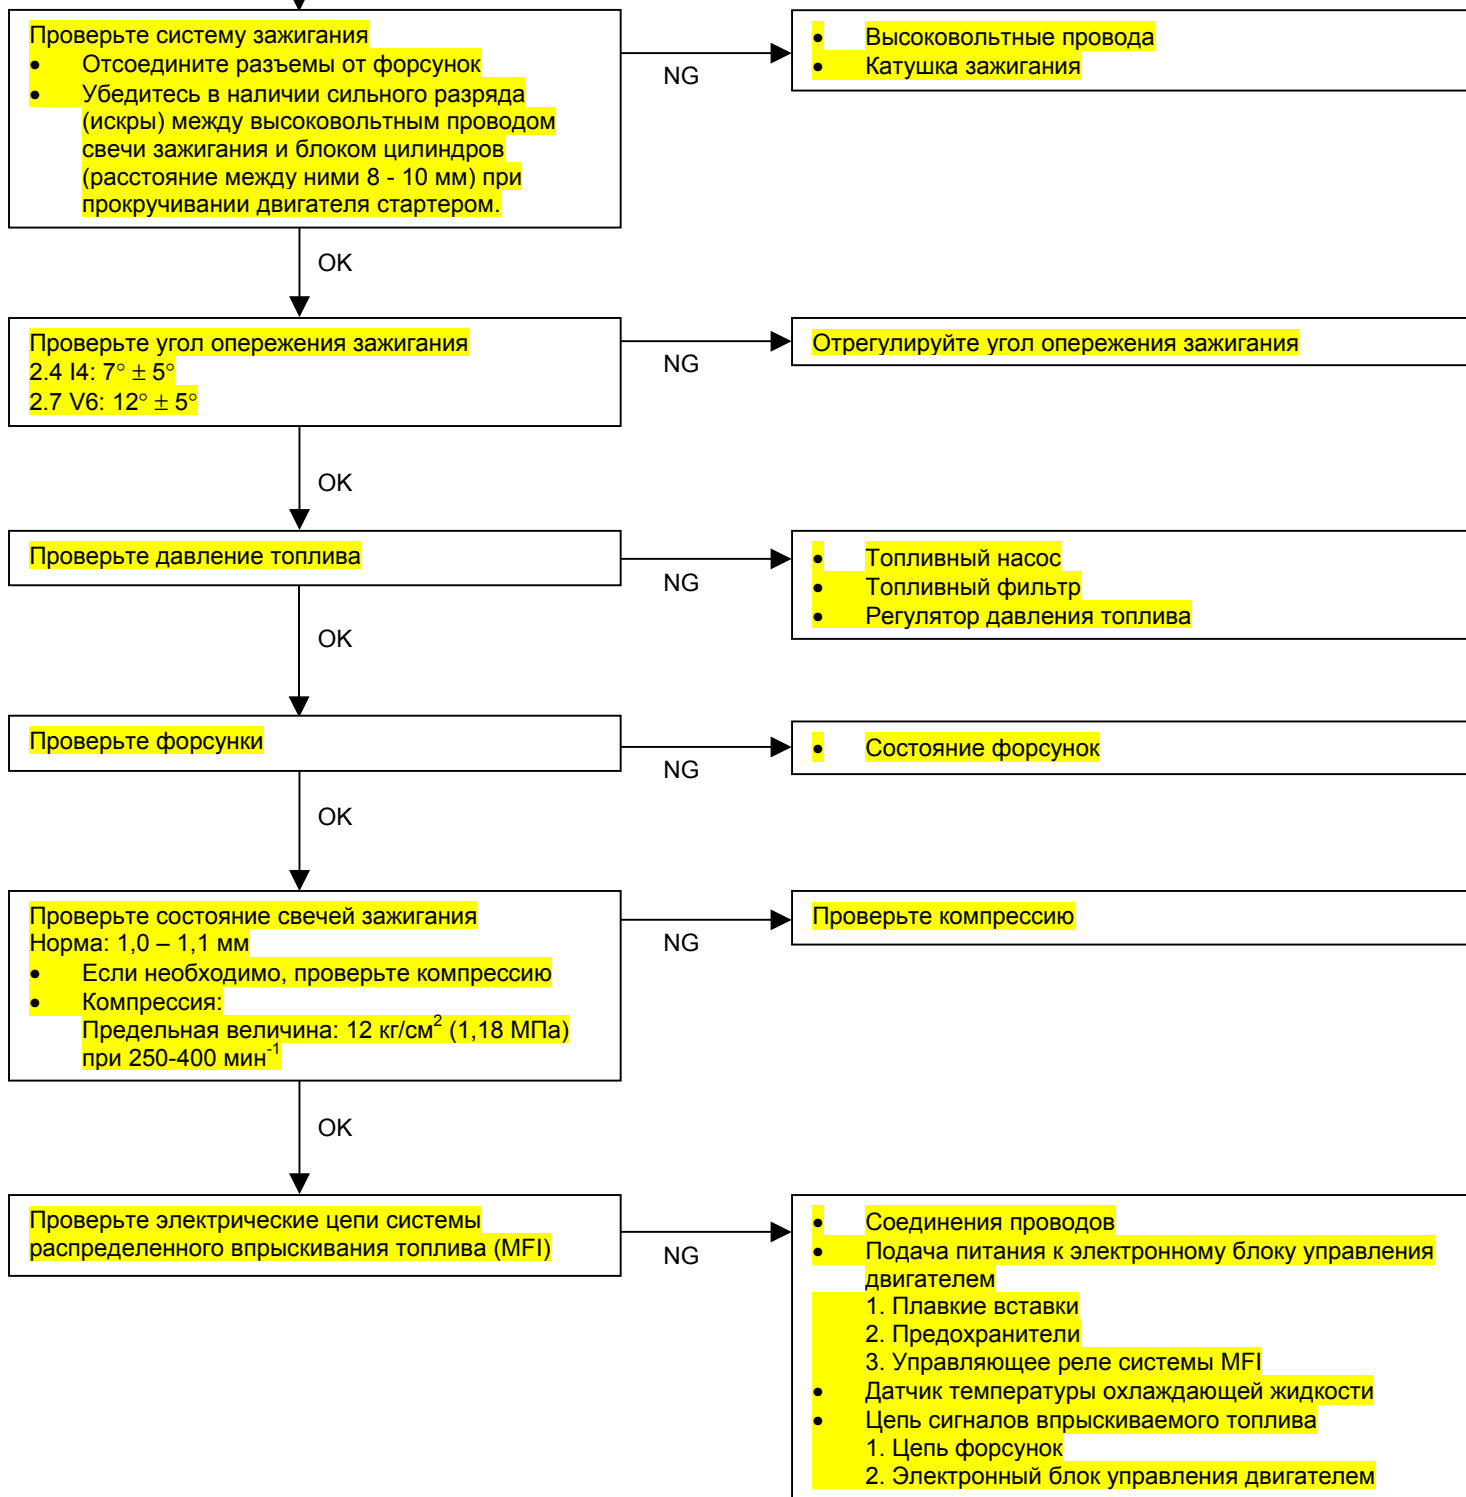 Проверьте систему зажигания
• Отсоедините разъемы от форсунок
• Убедитесь в наличии сильного разряда
(искры) между высоковольтным проводом
свечи зажигания и блоком цилиндров
(расстояние между ними 8 - 10 мм) при
прокручивании двигателя стартером.
NG
• Высоковольтные провода
• Катушка зажигания
OK
Проверьте угол опережения зажигания
2.4 I4: 7° ± 5°
2.7 V6: 12° ± 5°
NG
Отрегулируйте угол опережения зажигания
OK
Проверьте давление топлива
NG
• Топливный насос
• Топливный фильтр
• Регулятор давления топлива
OK
Проверьте форсунки
NG
• Состояние форсунок
OK
Проверьте состояние свечей зажигания
Норма: 1,0 – 1,1 мм
• Если необходимо, проверьте компрессию
• Компрессия:
Предельная величина: 12 кг/см² (1,18 МПа)
при 250-400 мин⁻¹
NG
Проверьте компрессию
OK
Проверьте электрические цепи системы
распределенного впрыскивания топлива (MFI)
NG
• Соединения проводов
• Подача питания к электронному блоку управления
двигателем
1. Плавкие вставки
2. Предохранители
3. Управляющее реле системы MFI
• Датчик температуры охлаждающей жидкости
• Цепь сигналов впрыскиваемого топлива
1. Цепь форсунок
2. Электронный блок управления двигателем